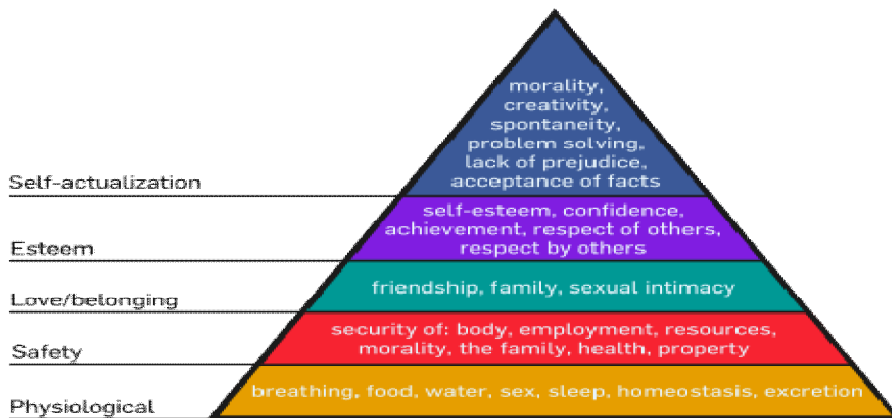 morality,
creativity,
spontaneity,
problem solving,
lack of prejudice,
acceptance of facts
Self-actualization
self-esteem, confidence,
achievement, respect of others,
respect by others
Esteem
friendship, family, sexual intimacy
Love/belonging
security of: body, employment, resources,
morality, the family, health, property
Safety
breathing, food, water, sex, sleep, homeostasis, excretion
Physiological